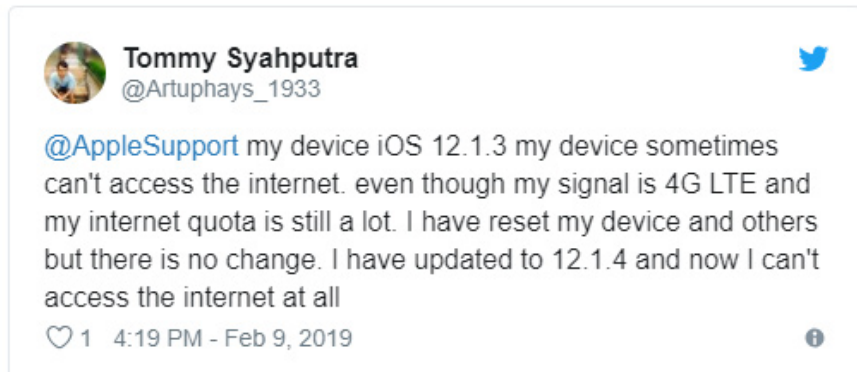 Tommy Syahputra
@Artuphays_1933
@AppleSupport my device iOS 12.1.3 my device sometimes
can't access the internet. even though my signal is 4G LTE and
my internet quota is still a lot. I have reset my device and others
but there is no change. I have updated to 12.1.4 and now I can't
access the internet at all
1 4:19 PM - Feb 9, 2019